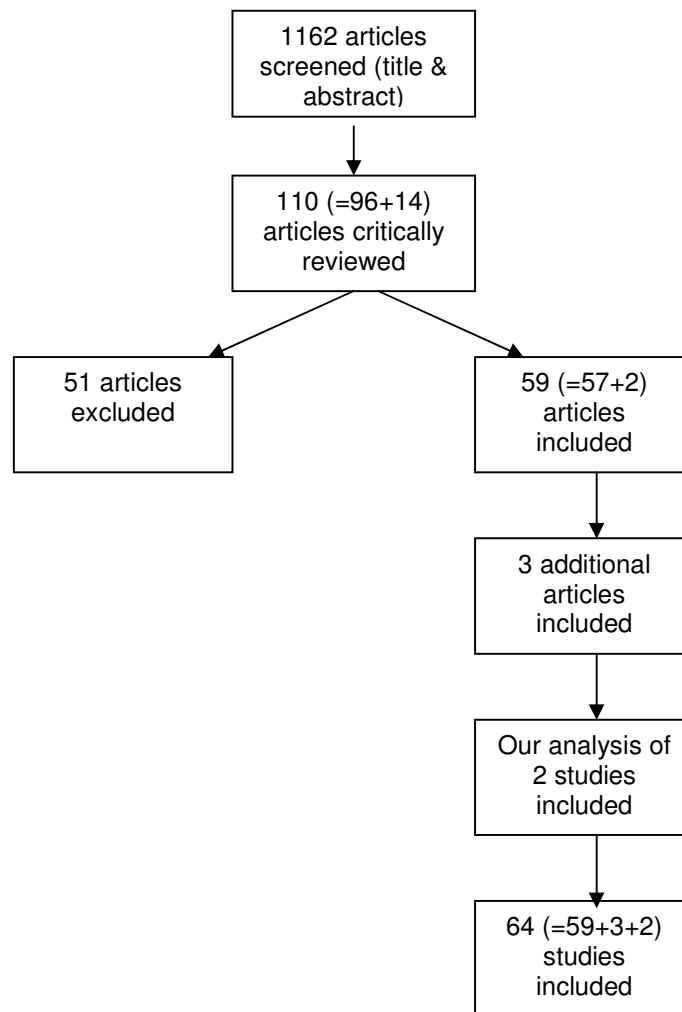 1162 articles
screened (title &
abstract)
110 (=96+14)
articles critically
reviewed
51 articles
excluded
59 (=57+2)
articles
included
3 additional
articles
included
Our analysis of
2 studies
included
64 (=59+3+2)
studies
included